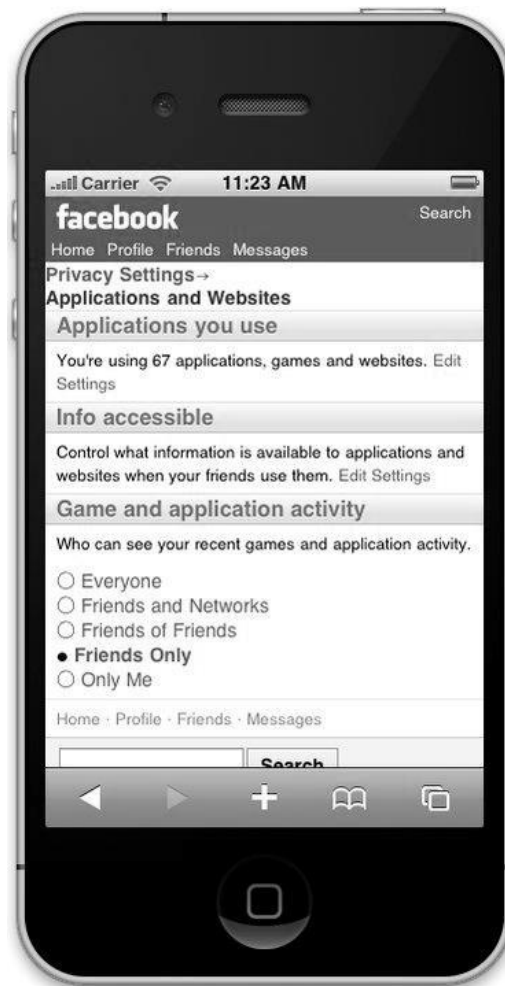 Carrier 11:23 AM
facebook Search
Home Profile Friends Messages
Privacy Settings→
Applications and Websites
Applications you use
You're using 67 applications, games and websites. Edit
Settings
Info accessible
Control what information is available to applications and
websites when your friends use them. Edit Settings
Game and application activity
Who can see your recent games and application activity.
Everyone
Friends and Networks
Friends of Friends
Friends Only
Only Me
Home · Profile · Friends · Messages
Search